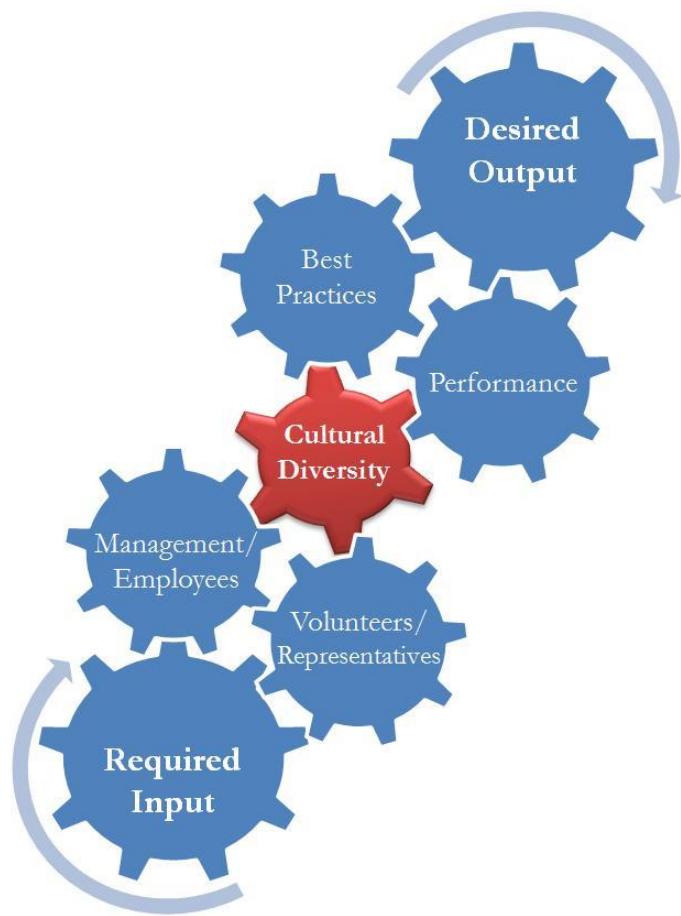 Desired
Output
Best
Practices
Performance
Cultural
Diversity
Management/
Employees
Volunteers/
Representatives
Required
Input